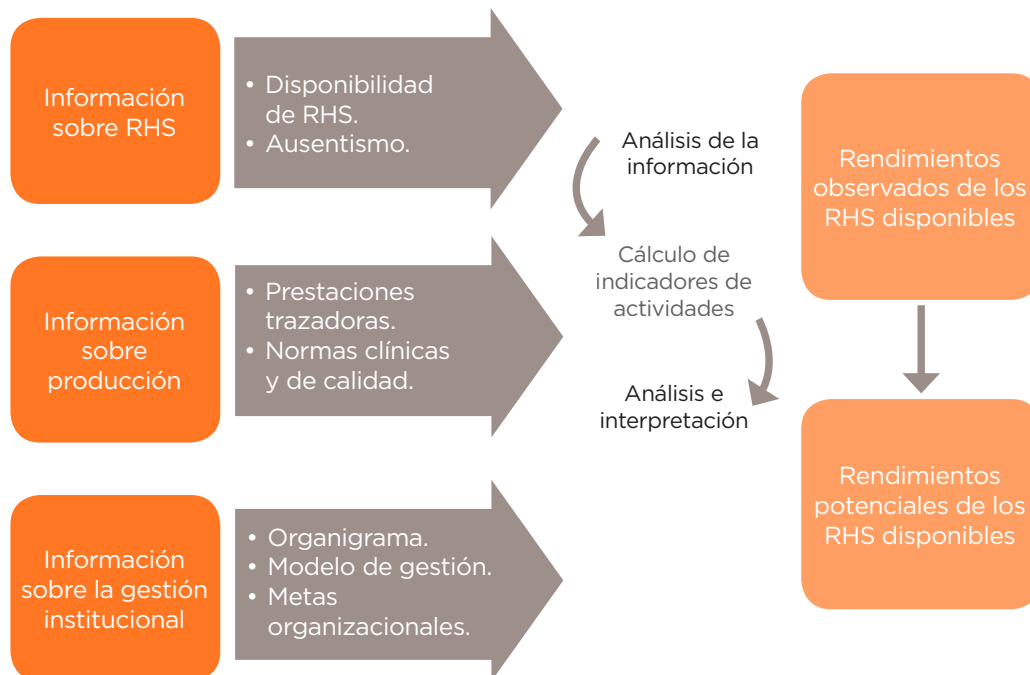 Información
sobre RHS
• Disponibilidad
de RHS.
• Ausentismo.
Análisis de la
información
Rendimientos
observados de los
RHS disponibles
Información
sobre
producción
• Prestaciones
trazadoras.
• Normas clínicas
y de calidad.
Cálculo de
indicadores de
actividades
Análisis e
interpretación
Rendimientos
potenciales de los
RHS disponibles
Información
sobre la gestión
institucional
• Organigrama.
• Modelo de gestión.
• Metas
organizacionales.